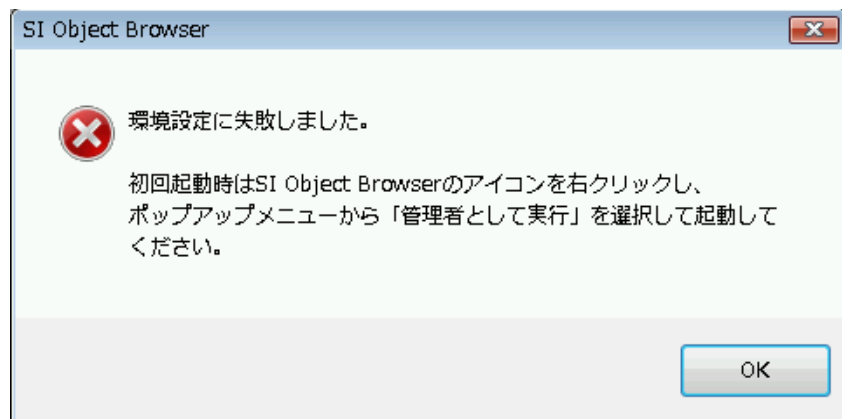 SI Object Browser
環境設定に失敗しました。
初回起動時はSI Object Browserのアイコンを右クリックし、
ポップアップメニューから「管理者として実行」を選択して起動して
ください。
OK